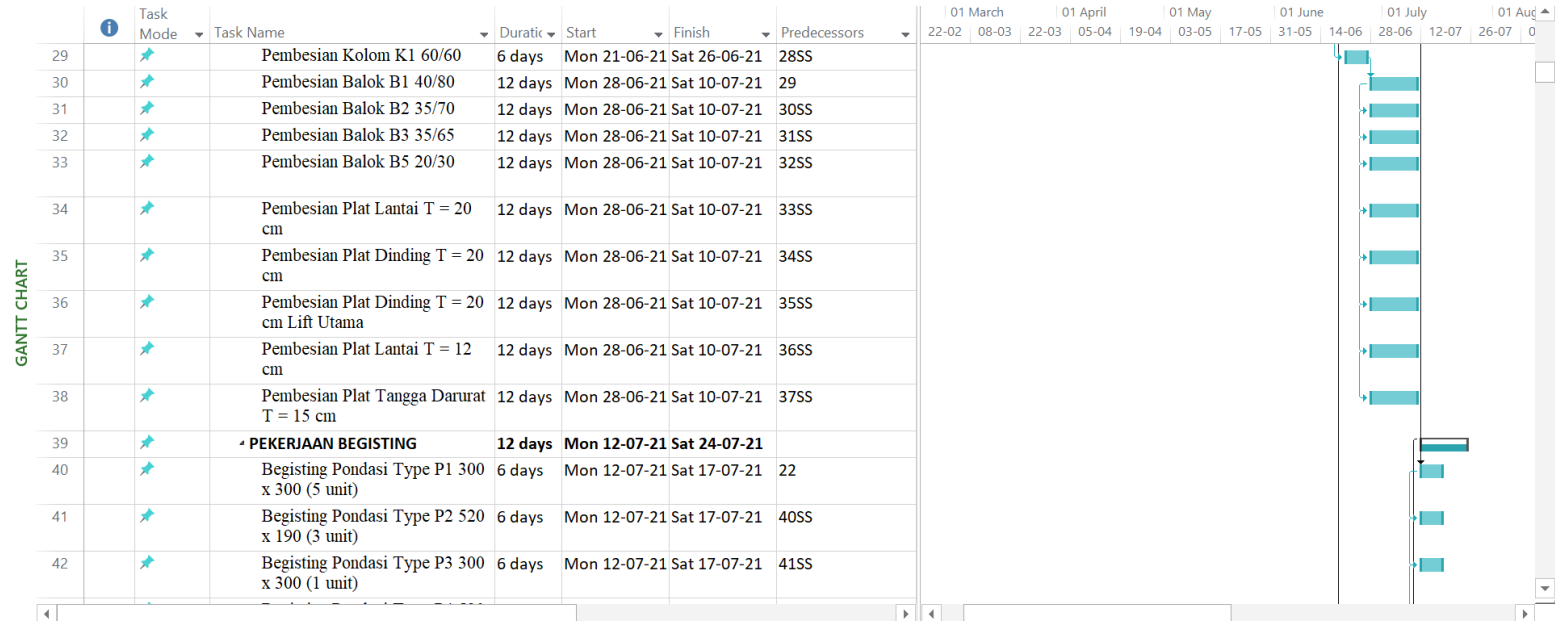 GANTT CHART
Task Mode Task Name Duratic Start Finish Predecessors
01 March 01 April 01 May 01 June 01 July 01 Aug
22-02 08-03 22-03 05-04 19-04 03-05 17-05 31-05 14-06 28-06 12-07 26-07
29 Pembesian Kolom K1 60/60 6 days Mon 21-06-21 Sat 26-06-21 28SS
30 Pembesian Balok B1 40/80 12 days Mon 28-06-21 Sat 10-07-21 29
31 Pembesian Balok B2 35/70 12 days Mon 28-06-21 Sat 10-07-21 30SS
32 Pembesian Balok B3 35/65 12 days Mon 28-06-21 Sat 10-07-21 31SS
33 Pembesian Balok B5 20/30 12 days Mon 28-06-21 Sat 10-07-21 32SS
34 Pembesian Plat Lantai T = 20 12 days Mon 28-06-21 Sat 10-07-21 33SS
cm
35 Pembesian Plat Dinding T = 20 12 days Mon 28-06-21 Sat 10-07-21 34SS
cm
36 Pembesian Plat Dinding T = 20 12 days Mon 28-06-21 Sat 10-07-21 35SS
cm Lift Utama
37 Pembesian Plat Lantai T = 12 12 days Mon 28-06-21 Sat 10-07-21 36SS
cm
38 Pembesian Plat Tangga Darurat 12 days Mon 28-06-21 Sat 10-07-21 37SS
T = 15 cm
39 PEKERJAAN BEGISTING 12 days Mon 12-07-21 Sat 24-07-21
40 Begisting Pondasi Type P1 300 6 days Mon 12-07-21 Sat 17-07-21 22
x 300 (5 unit)
41 Begisting Pondasi Type P2 520 6 days Mon 12-07-21 Sat 17-07-21 40SS
x 190 (3 unit)
42 Begisting Pondasi Type P3 300 6 days Mon 12-07-21 Sat 17-07-21 41SS
x 300 (1 unit)